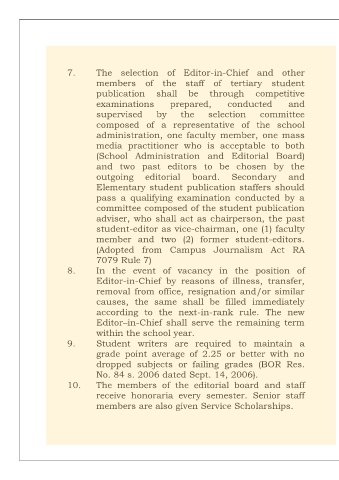 7. The selection of Editor-in-Chief and other
members of the staff of tertiary student
publication shall be through competitive
examinations prepared, conducted and
supervised by the selection committee
composed of a representative of the school
administration, one faculty member, one mass
media practitioner who is acceptable to both
(School Administration and Editorial Board)
and two past editors to be chosen by the
outgoing editorial board. Secondary and
Elementary student publication staffers should
pass a qualifying examination conducted by a
committee composed of the student publication
adviser, who shall act as chairperson, the past
student-editor as vice-chairman, one (1) faculty
member and two (2) former student-editors.
(Adopted from Campus Journalism Act RA
7079 Rule 7)
8. In the event of vacancy in the position of
Editor-in-Chief by reasons of illness, transfer,
removal from office, resignation and/or similar
causes, the same shall be filled immediately
according to the next-in-rank rule. The new
Editor–in-Chief shall serve the remaining term
within the school year.
9. Student writers are required to maintain a
grade point average of 2.25 or better with no
dropped subjects or failing grades (BOR Res.
No. 84 s. 2006 dated Sept. 14, 2006).
10. The members of the editorial board and staff
receive honoraria every semester. Senior staff
members are also given Service Scholarships.